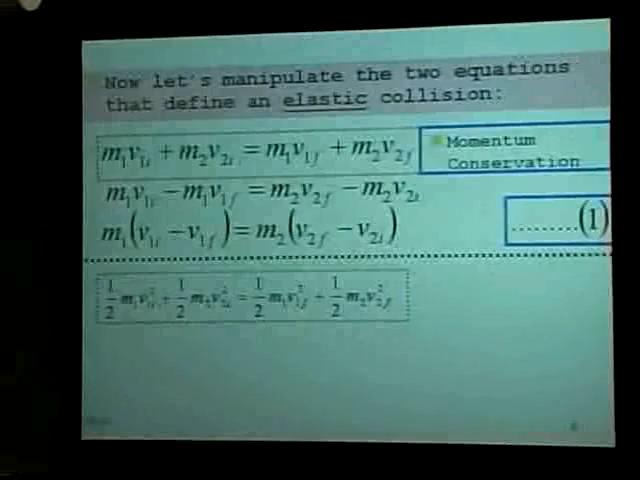 Now let's manipulate the two equations
that define an elastic collision:
m₁v₁ᵢ + m₂v₂ᵢ = m₁v₁f + m₂v₂f
Momentum
Conservation
m₁v₁ᵢ − m₁v₁f = m₂v₂f − m₂v₂ᵢ
m₁(v₁ᵢ − v₁f) = m₂(v₂f − v₂ᵢ)
.........(1)
½ m₁v₁ᵢ² + ½ m₂v₂ᵢ² = ½ m₁v₁f² + ½ m₂v₂f²